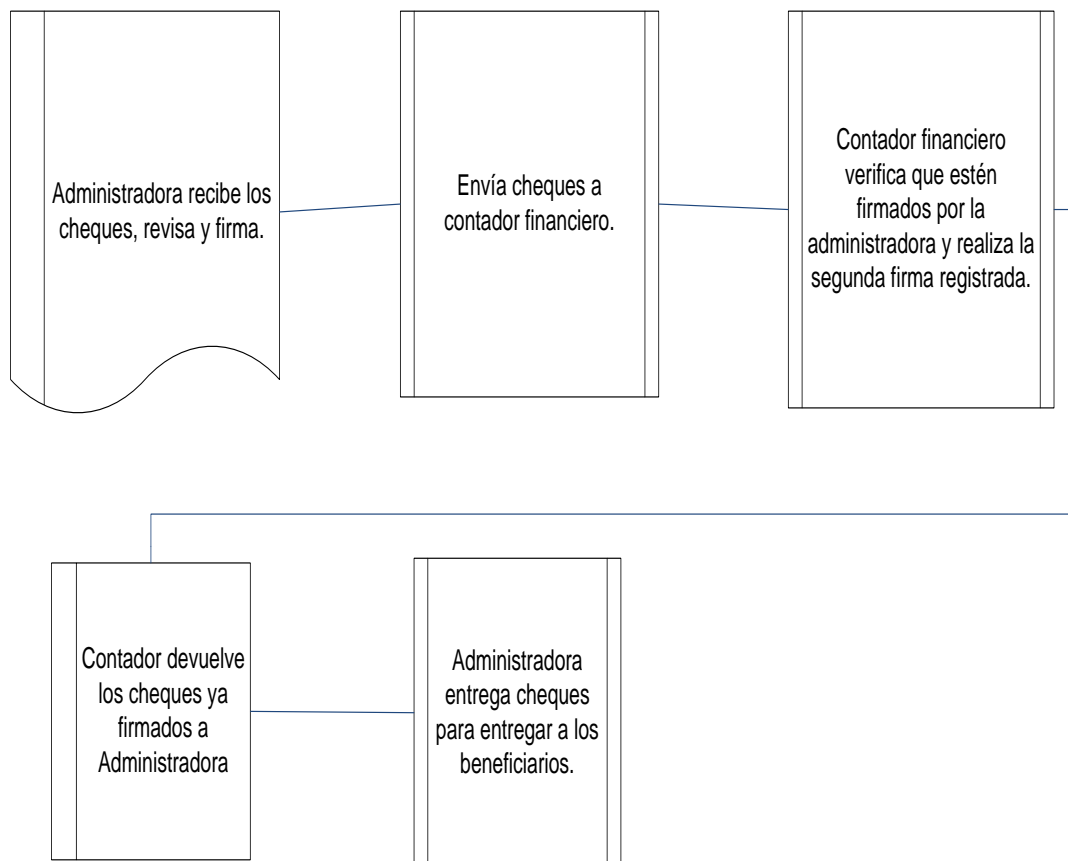 Administradora recibe los
cheques, revisa y firma.
Envía cheques a
contador financiero.
Contador financiero
verifica que estén
firmados por la
administradora y realiza la
segunda firma registrada.
Contador devuelve
los cheques ya
firmados a
Administradora
Administradora
entrega cheques
para entregar a los
beneficiarios.